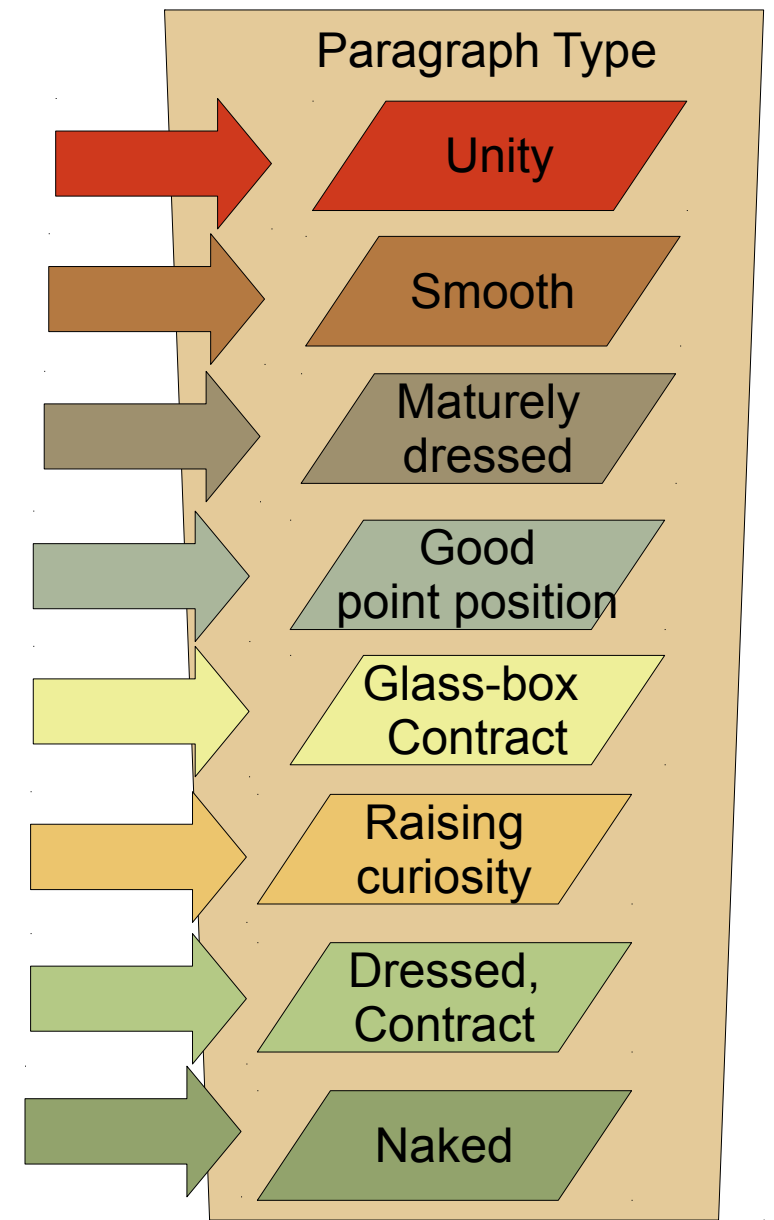 Paragraph Type
Unity
Smooth
Maturely
dressed
Good
point position
Glass-box
Contract
Raising
curiosity
Dressed,
Contract
Naked